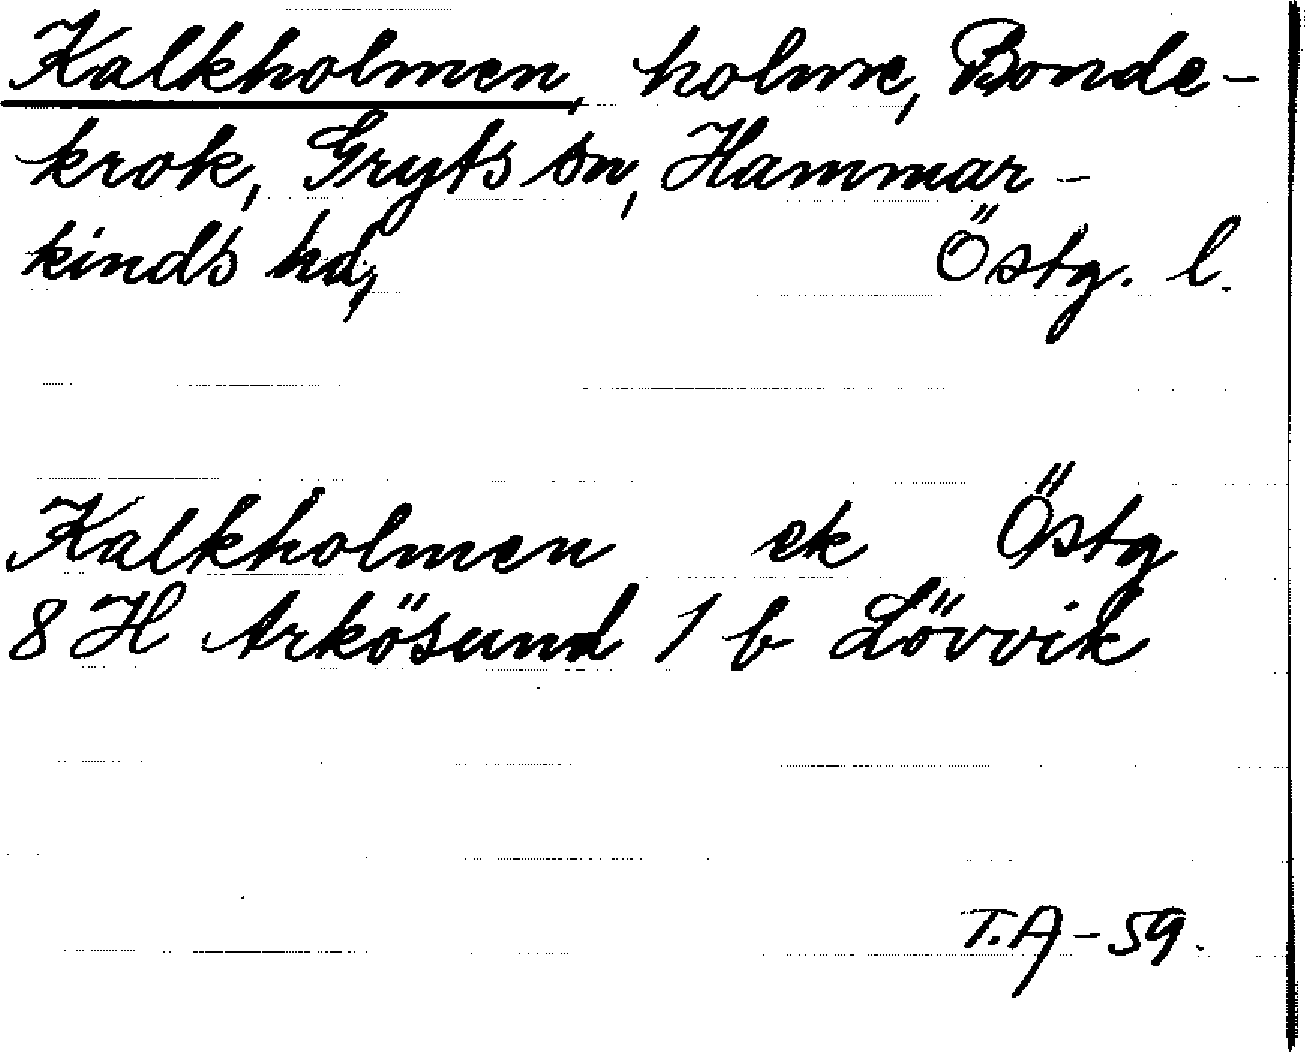 Kalkholmen, holme, Bonde-
krok, Gryts sn, Hammar-
kinds hd, Östg. l.
Kalkholmen ek Östg
8 H Arkösund 1 b Lövvik
T.A-59.